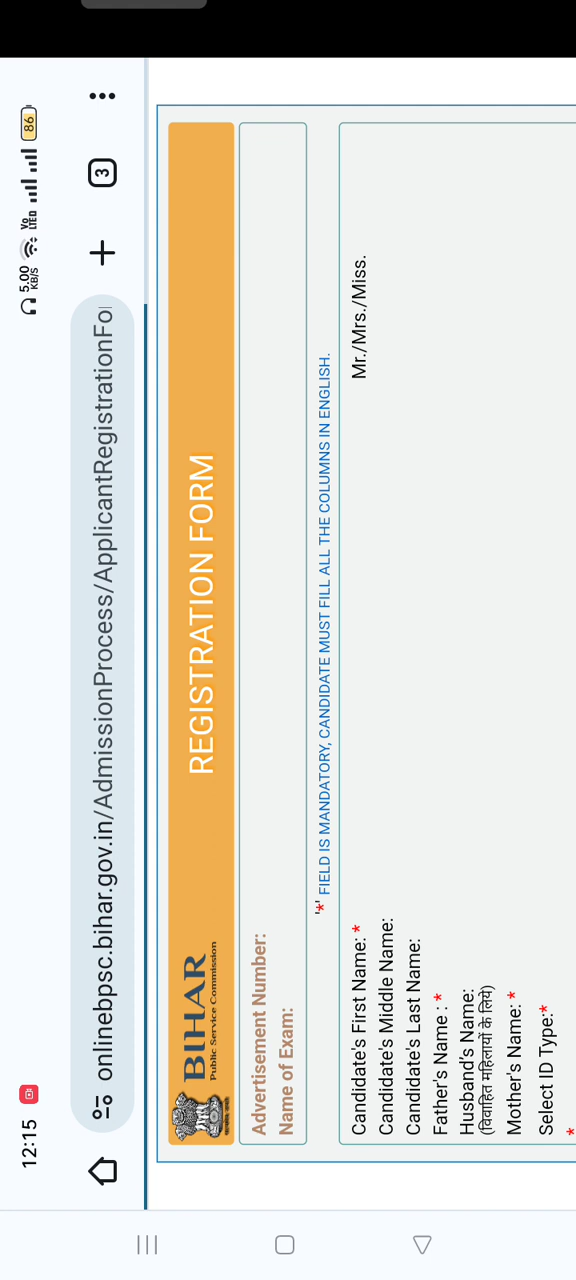 12:15
5.00 KB/S
Vo LTED
86
onlinebpsc.bihar.gov.in/AdmissionProcess/ApplicantRegistrationFo
3
BIHAR
Public Service Commission
REGISTRATION FORM
Advertisement Number:
Name of Exam:
'*' FIELD IS MANDATORY, CANDIDATE MUST FILL ALL THE COLUMNS IN ENGLISH.
Candidate's First Name: * Mr./Mrs./Miss.
Candidate's Middle Name:
Candidate's Last Name:
Father's Name : *
Husband's Name:
(विवाहित महिलायों के लिये)
Mother's Name: *
Select ID Type:*
*